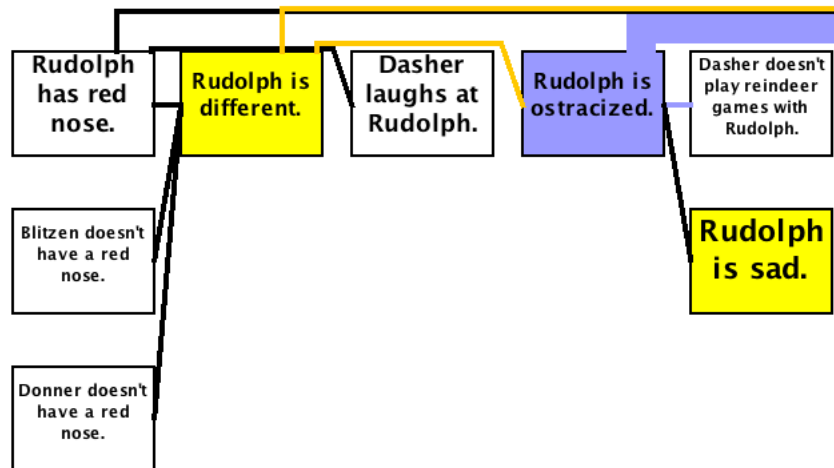 Rudolph
has red
nose.
Rudolph is
different.
Dasher
laughs at
Rudolph.
Rudolph is
ostracized.
Dasher doesn't
play reindeer
games with
Rudolph.
Blitzen doesn't
have a red
nose.
Rudolph
is sad.
Donner doesn't
have a red
nose.